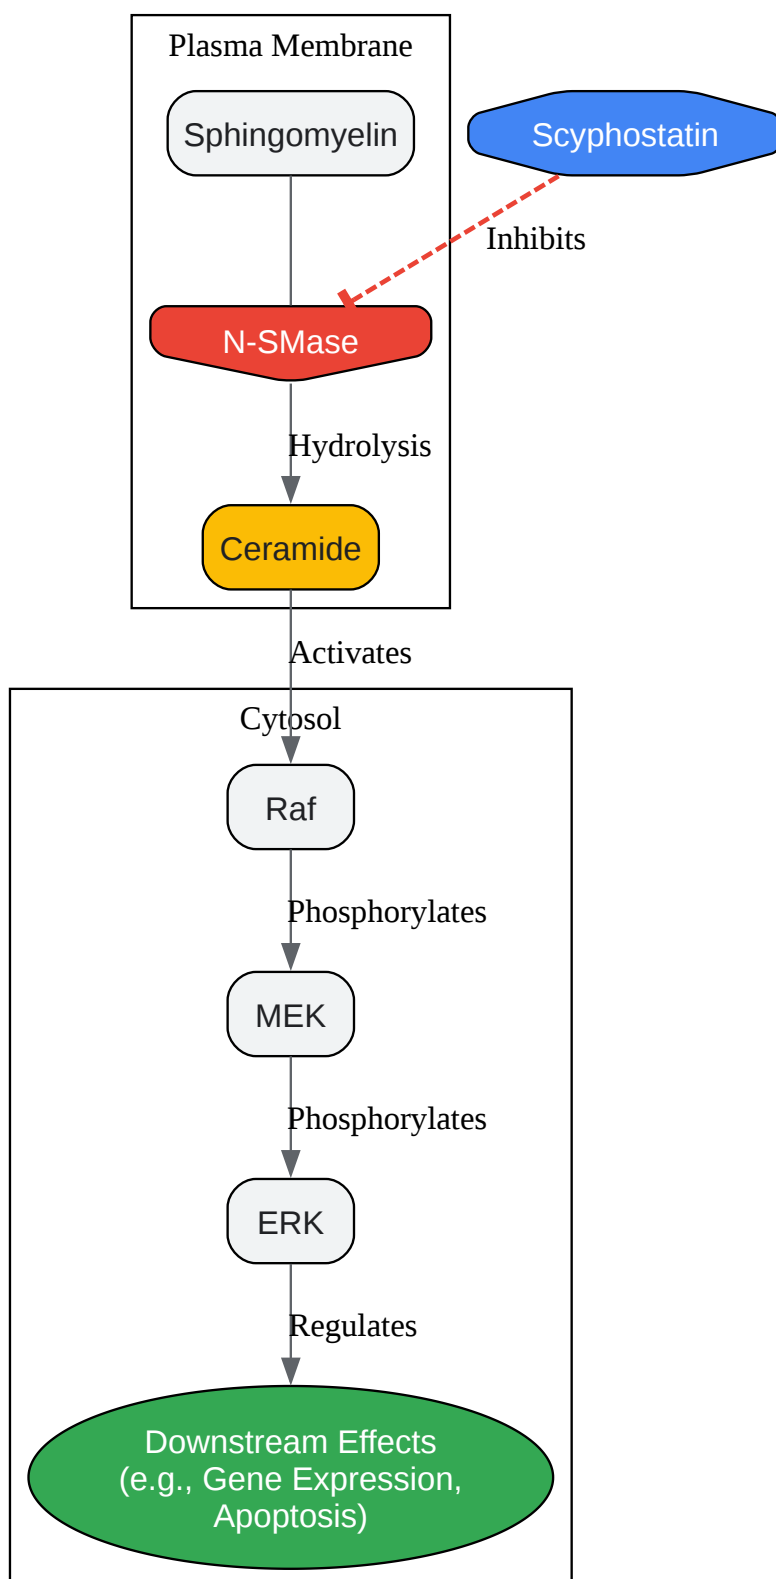 Plasma Membrane
Sphingomyelin
Scyphostatin
Inhibits
N-SMase
Hydrolysis
Ceramide
Activates
Cytosol
Raf
Phosphorylates
MEK
Phosphorylates
ERK
Regulates
Downstream Effects
(e.g., Gene Expression,
Apoptosis)